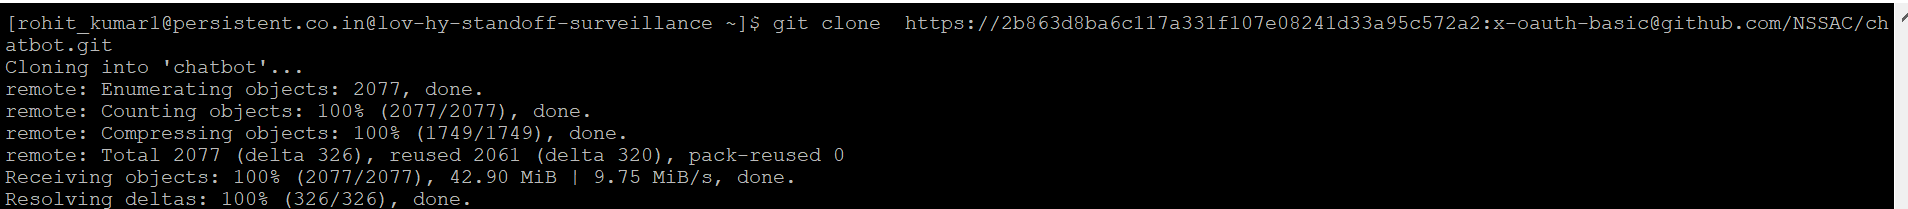 [rohit_kumar1@persistent.co.in@lov-hy-standoff-surveillance ~]$ git clone  https://2b863d8ba6c117a331f107e08241d33a95c572a2:x-oauth-basic@github.com/NSSAC/ch
atbot.git
Cloning into 'chatbot'...
remote: Enumerating objects: 2077, done.
remote: Counting objects: 100% (2077/2077), done.
remote: Compressing objects: 100% (1749/1749), done.
remote: Total 2077 (delta 326), reused 2061 (delta 320), pack-reused 0
Receiving objects: 100% (2077/2077), 42.90 MiB | 9.75 MiB/s, done.
Resolving deltas: 100% (326/326), done.